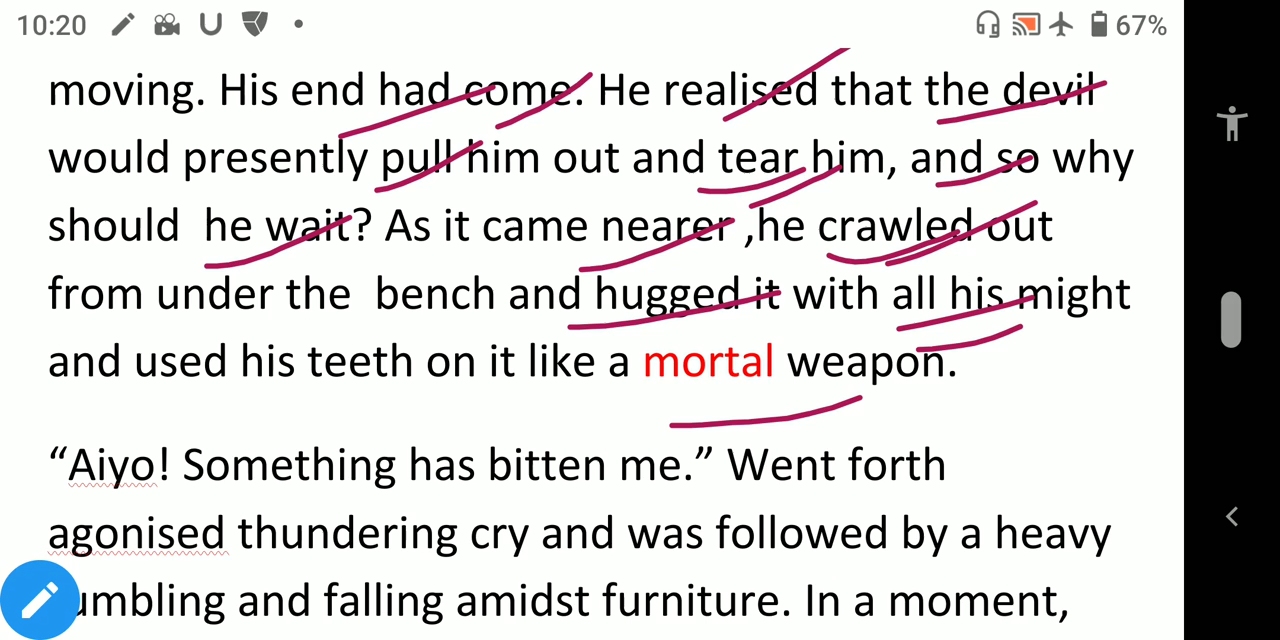 10:20
67%
moving. His end had come. He realised that the devil
would presently pull him out and tear him, and so why
should he wait? As it came nearer ,he crawled out
from under the bench and hugged it with all his might
and used his teeth on it like a mortal weapon.
“Aiyo! Something has bitten me.” Went forth
agonised thundering cry and was followed by a heavy
umbling and falling amidst furniture. In a moment,